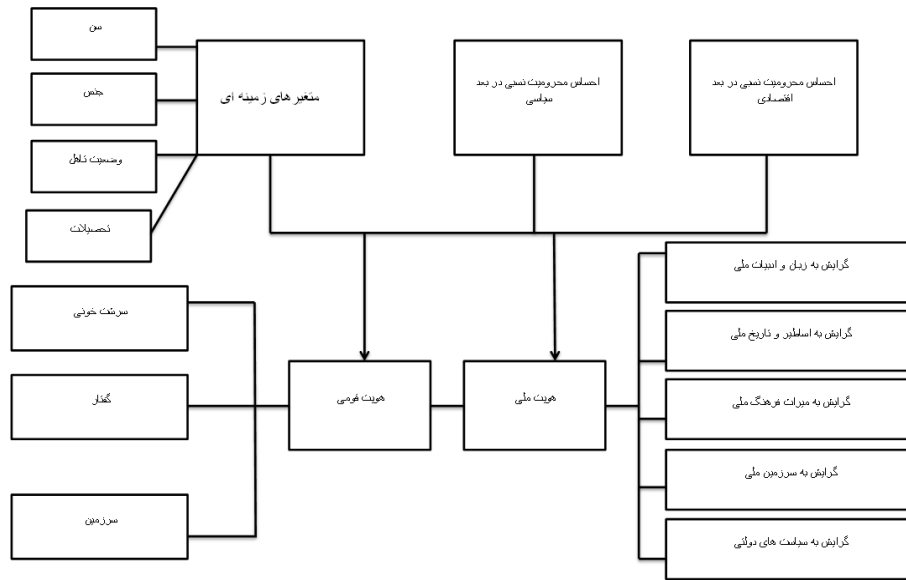 سن
جنس
وضعیت تاهل
تحصیلات
متغیر های زمینه ای
احساس محرومیت نسبی در بعد
سیاسی
احساس محرومیت نسبی در بعد
اقتصادی
گرایش به زبان و ادبیات ملی
گرایش به اساطیر و تاریخ ملی
گرایش به میراث فرهنگ ملی
گرایش به سرزمین ملی
گرایش به سیاست های دولتی
هویت ملی
هویت قومی
سرشت خونی
گفتار
سرزمین